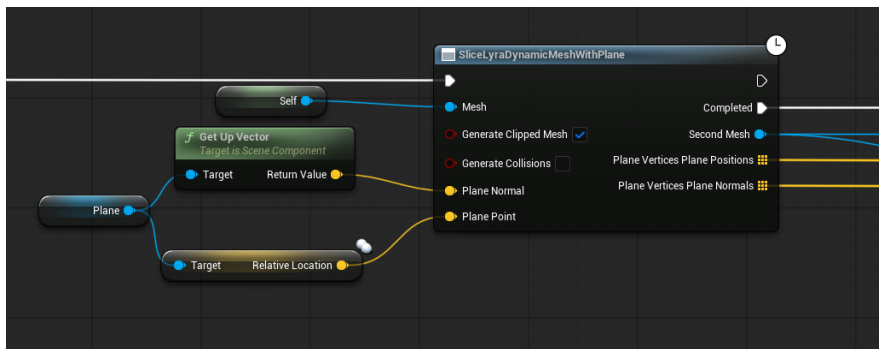 SliceLyraDynamicMeshWithPlane
Self
Mesh
Completed
f Get Up Vector
Target is Scene Component
Generate Clipped Mesh
Second Mesh
Target
Return Value
Generate Collisions
Plane Vertices Plane Positions
Plane Normal
Plane Vertices Plane Normals
Plane
Plane Point
Target
Relative Location